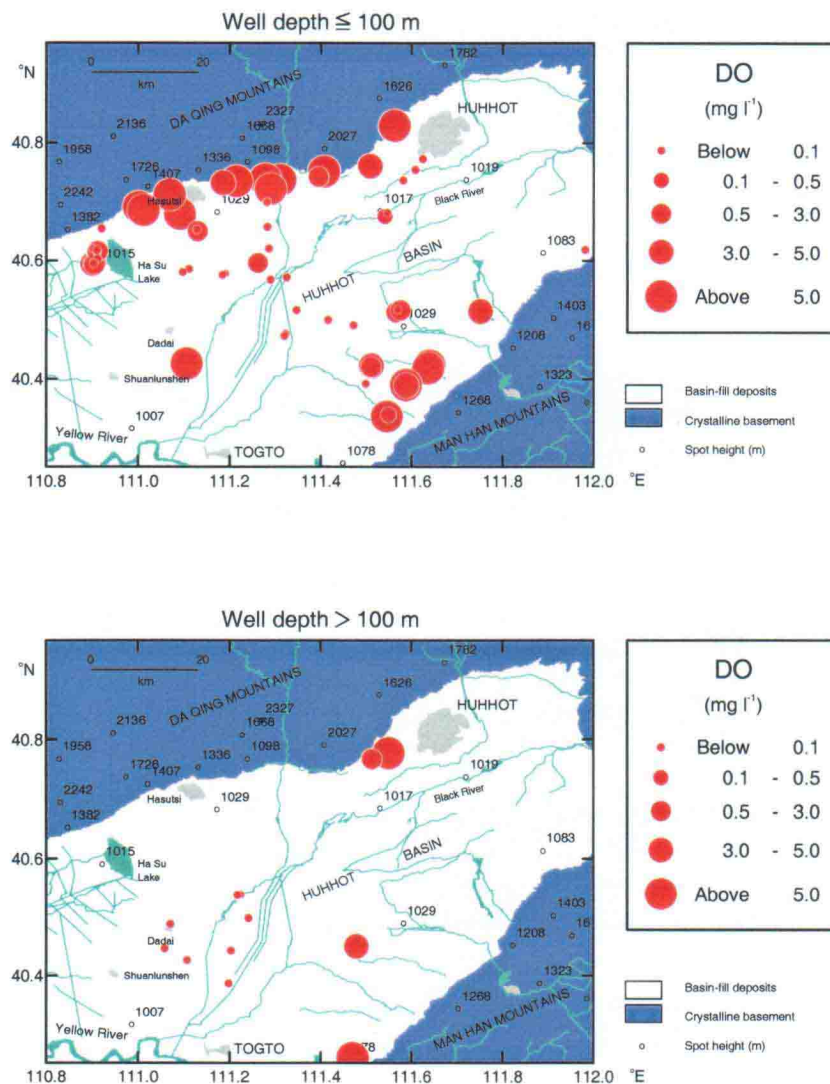 Well depth ≦ 100 m
°N
0 20
km
DA QING MOUNTAINS
1782
1626
HUHHOT
2327
2136
1668
2027
40.8
1958
1336
1098
1726
1407
1019
2242
Hasutsi
1029
1017
Black River
1382
BASIN
1083
40.6
1015
Ha Su
Lake
HUHHOT
1403
1029
16
Dadai
1208
40.4
Shuanlunshen
1323
1007
1268
MAN HAN MOUNTAINS
Yellow River
TOGTO
1078
110.8 111.0 111.2 111.4 111.6 111.8 112.0
°E
DO
(mg l⁻¹)
Below 0.1
0.1 - 0.5
0.5 - 3.0
3.0 - 5.0
Above 5.0
Basin-fill deposits
Crystalline basement
Spot height (m)
Well depth > 100 m
°N
0 20
km
DA QING MOUNTAINS
1782
1626
HUHHOT
2327
2136
1668
2027
40.8
1958
1336
1098
1726
1407
1019
2242
Hasutsi
1029
1017
Black River
1382
BASIN
1083
40.6
1015
Ha Su
Lake
HUHHOT
1403
1029
16
Dadai
1208
40.4
Shuanlunshen
1323
1007
1268
MAN HAN MOUNTAINS
Yellow River
TOGTO
78
110.8 111.0 111.2 111.4 111.6 111.8 112.0
°E
DO
(mg l⁻¹)
Below 0.1
0.1 - 0.5
0.5 - 3.0
3.0 - 5.0
Above 5.0
Basin-fill deposits
Crystalline basement
Spot height (m)